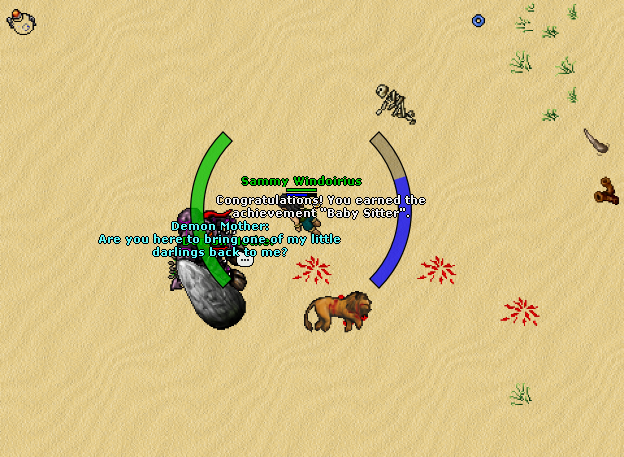 Sammy Windoirius
Congratulations! You earned the
achievement "Baby Sitter".
Demon Mother:
Are you here to bring one of my little
darlings back to me?
...